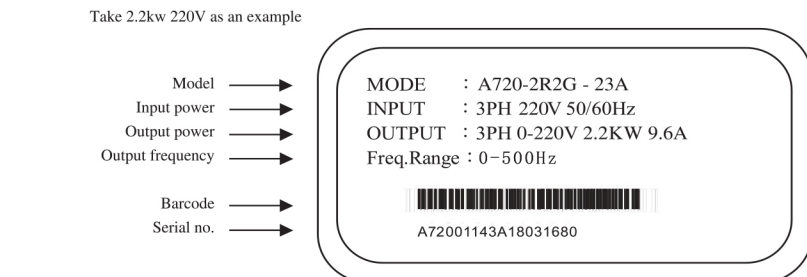 Take 2.2kw 220V as an example
Model MODE : A720-2R2G - 23A
Input power INPUT : 3PH 220V 50/60Hz
Output power OUTPUT : 3PH 0-220V 2.2KW 9.6A
Output frequency Freq.Range : 0-500Hz
Barcode
Serial no. A72001143A18031680